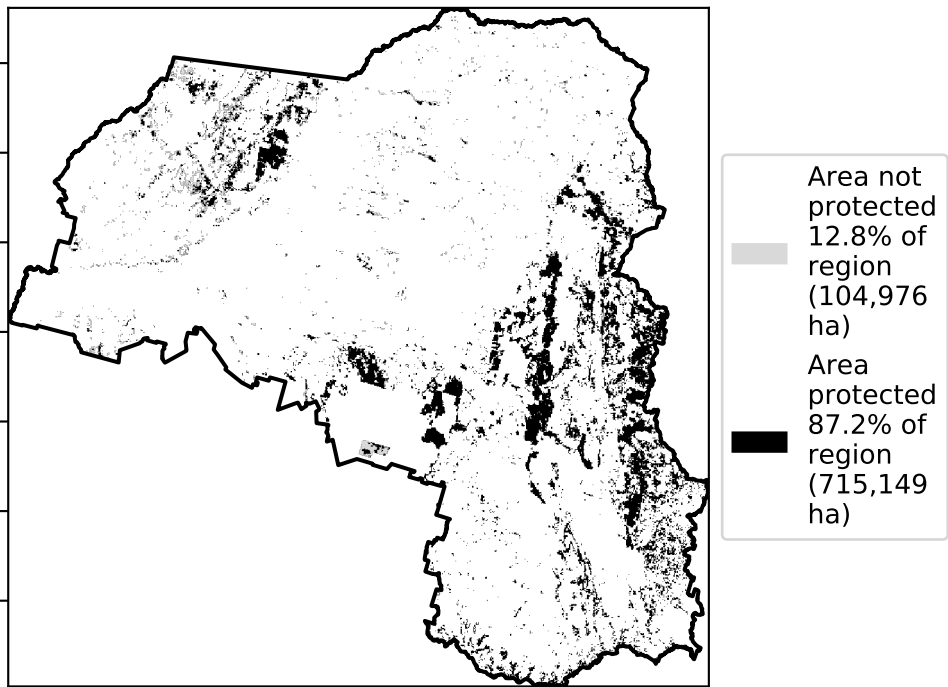 Area not
protected
12.8% of
region
(104,976
ha)
Area
protected
87.2% of
region
(715,149
ha)